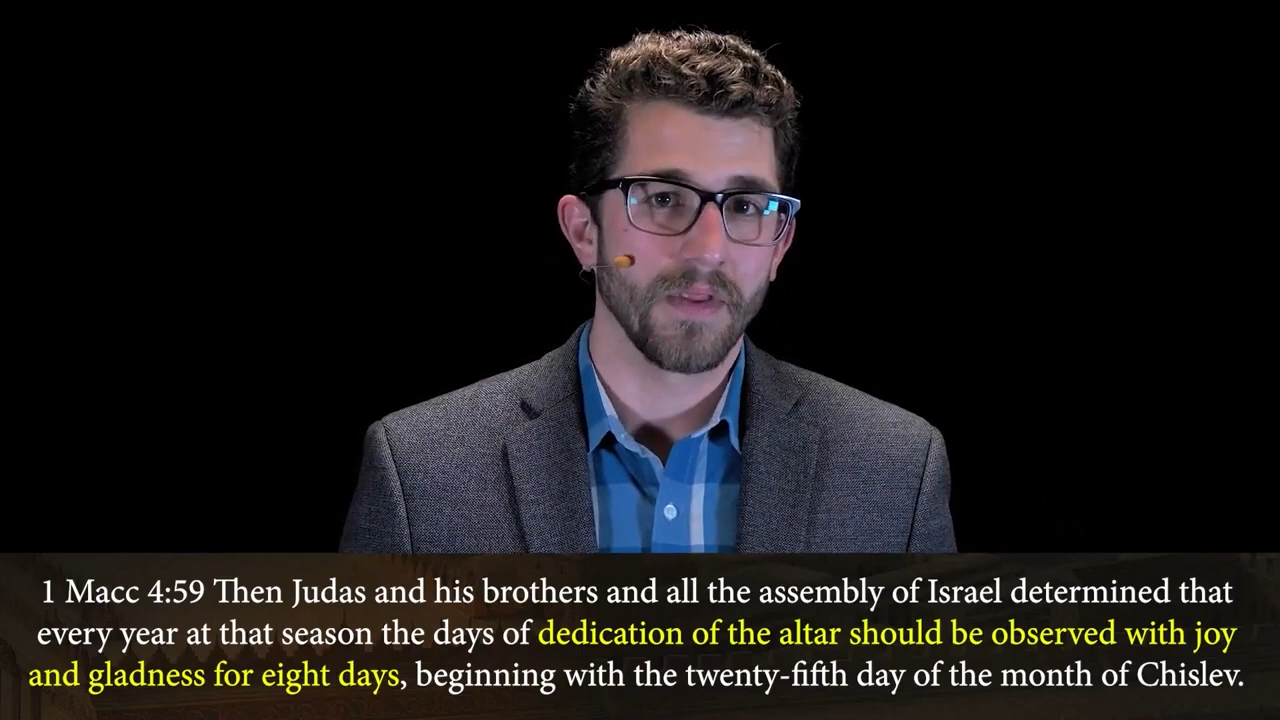 1 Macc 4:59 Then Judas and his brothers and all the assembly of Israel determined that
every year at that season the days of dedication of the altar should be observed with joy
and gladness for eight days, beginning with the twenty-fifth day of the month of Chislev.